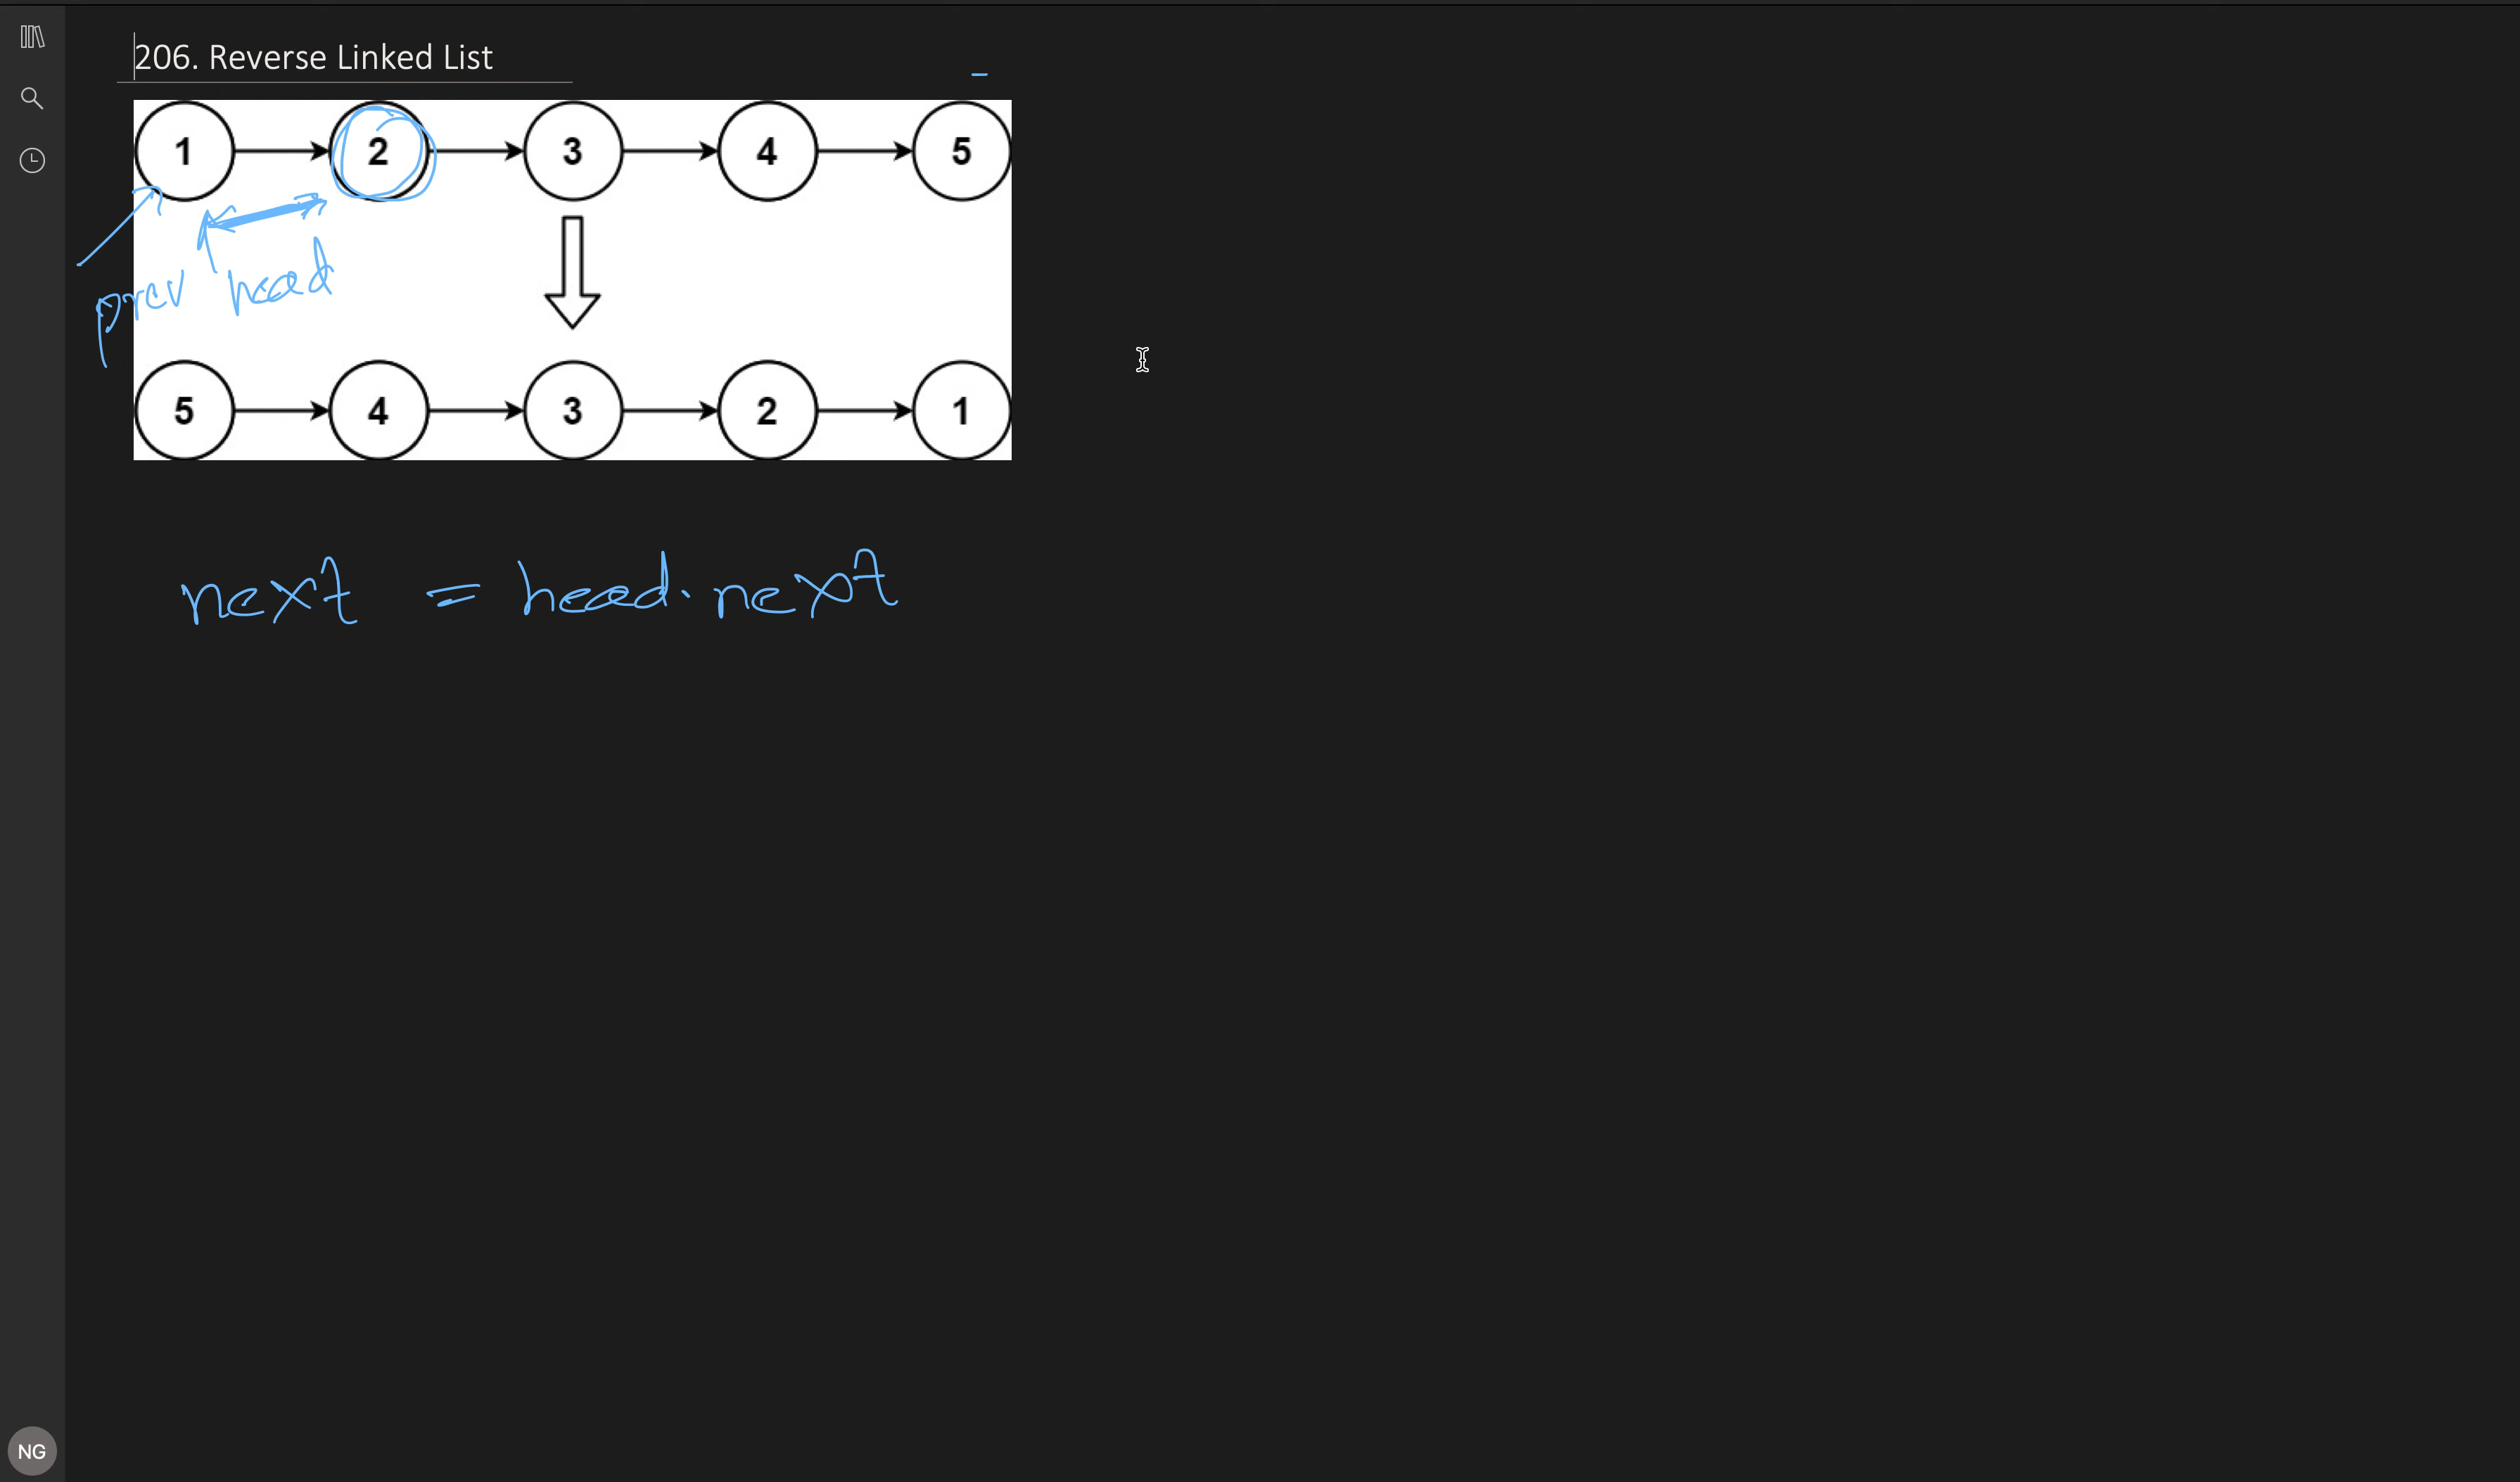 206. Reverse Linked List
1 2 3 4 5
prev head
5 4 3 2 1
next = head.next
NG